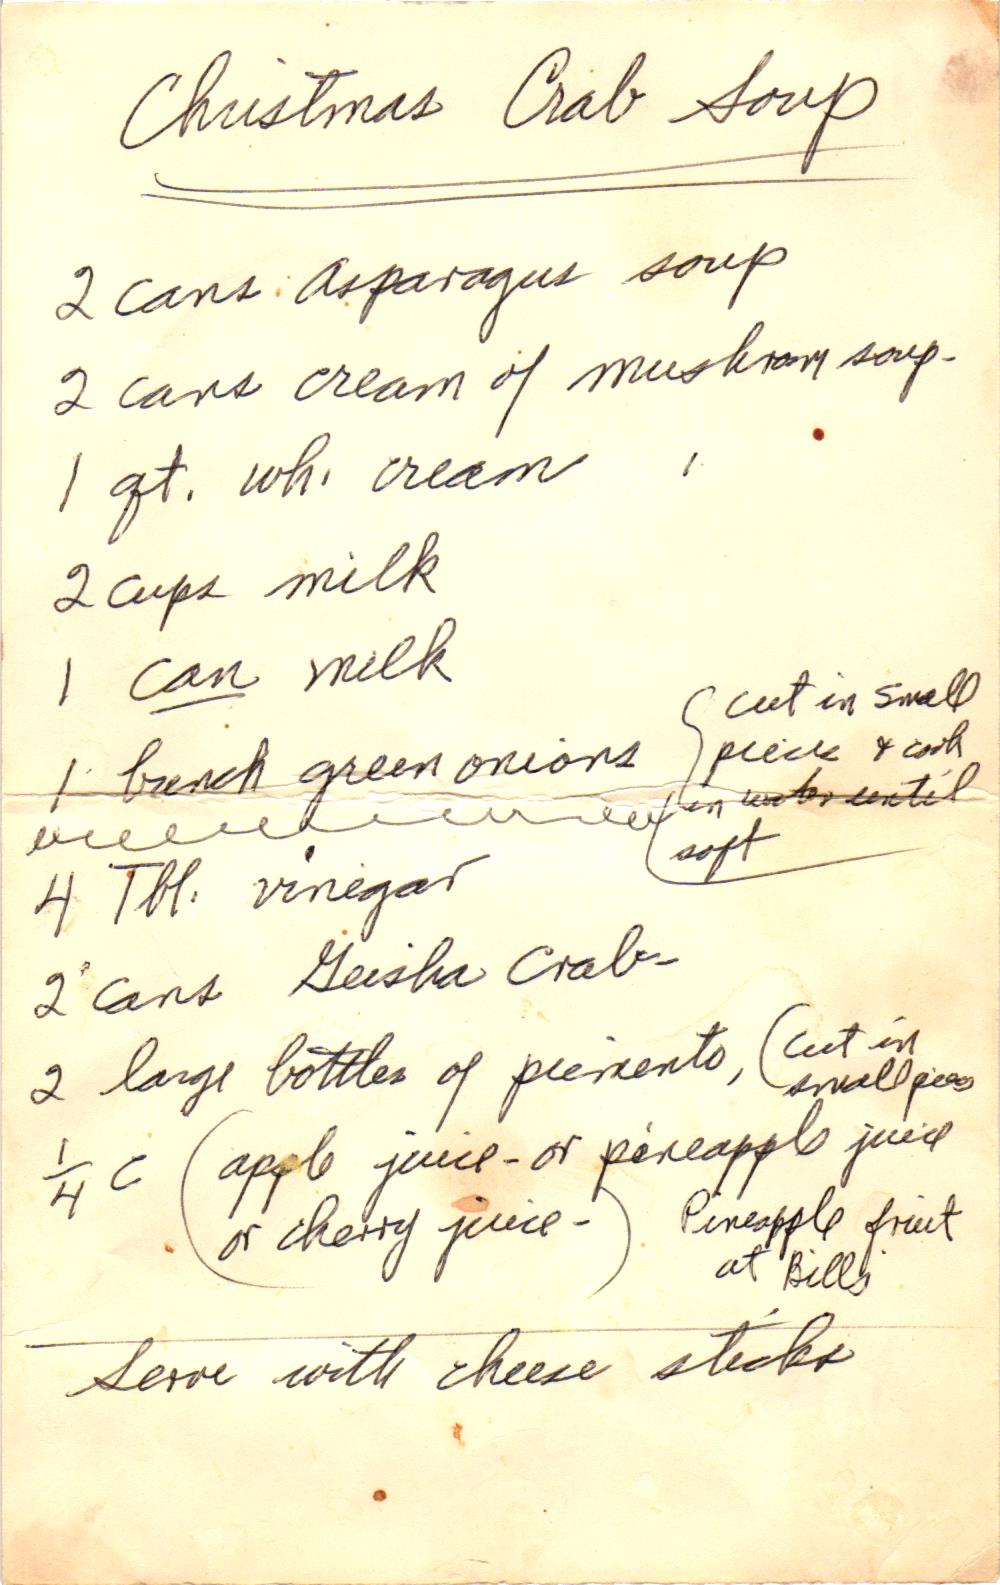 Christmas Crab Soup
2 cans Asparagus soup
2 cans cream of mushroom soup-
1 qt. wh. cream
2 cups milk
1 can milk
1 bunch green onions
cut in small
pieces & cook
in water until
soft
4 Tbl. vinegar
2 cans Geisha Crab-
2 large bottles of pimento, (cut in
small pces
1/4 c (apple juice - or pineapple juice
or cherry juice - )
Pineapple fruit
at Bills
Serve with cheese sticks